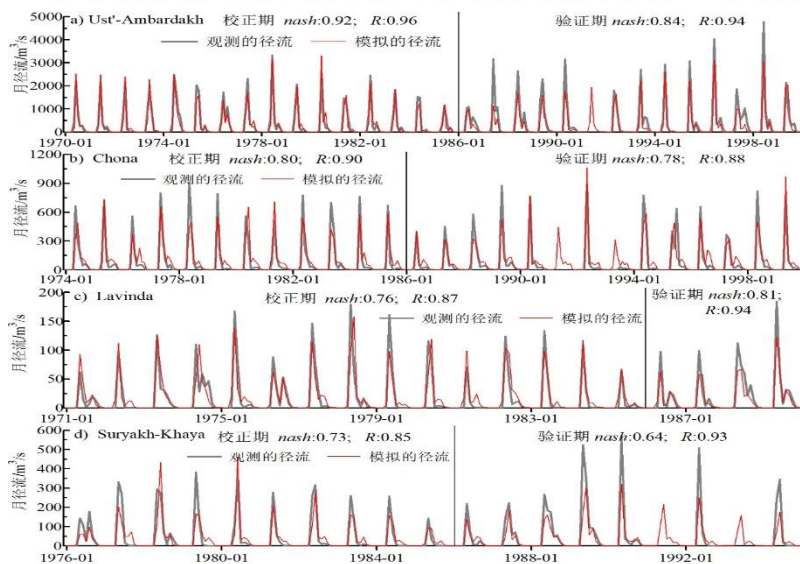 a) Ust'-Ambardakh 校正期 nash:0.92; R:0.96 验证期 nash:0.84; R:0.94
观测的径流 模拟的径流
月径流/m³/s
5000
4000
3000
2000
1000
0
1970-01 1974-01 1978-01 1982-01 1986-01 1990-01 1994-01 1998-01
b) Chona 校正期 nash:0.80; R:0.90 验证期 nash:0.78; R:0.88
观测的径流 模拟的径流
月径流/m³/s
1200
900
600
300
0
1974-01 1978-01 1982-01 1986-01 1990-01 1994-01 1998-01
c) Lavinda 校正期 nash:0.76; R:0.87 验证期 nash:0.81;
R:0.94
观测的径流 模拟的径流
月径流/m³/s
200
150
100
50
0
1971-01 1975-01 1979-01 1983-01 1987-01
d) Suryakh-Khaya 校正期 nash:0.73; R:0.85 验证期 nash:0.64; R:0.93
观测的径流 模拟的径流
月径流/m³/s
600
500
400
300
200
100
0
1976-01 1980-01 1984-01 1988-01 1992-01